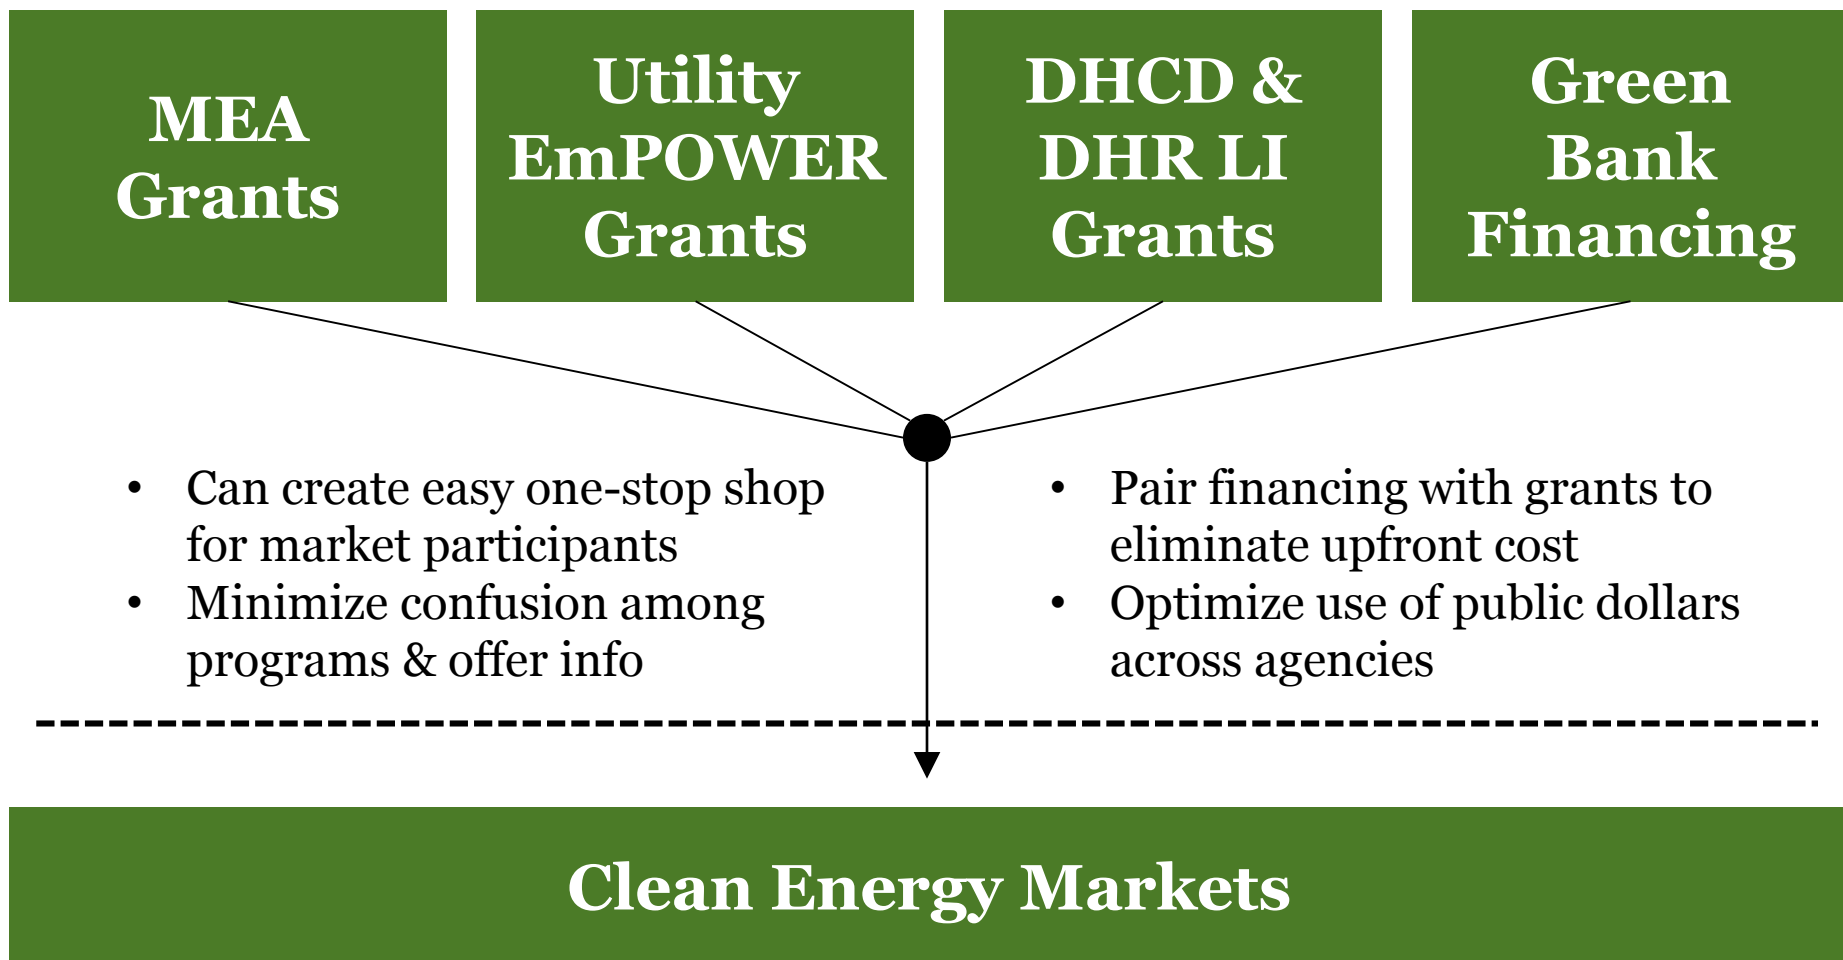 MEA
Grants
Utility
EmPOWER
Grants
DHCD &
DHR LI
Grants
Green
Bank
Financing
• Can create easy one-stop shop
for market participants
• Minimize confusion among
programs & offer info
• Pair financing with grants to
eliminate upfront cost
• Optimize use of public dollars
across agencies
Clean Energy Markets